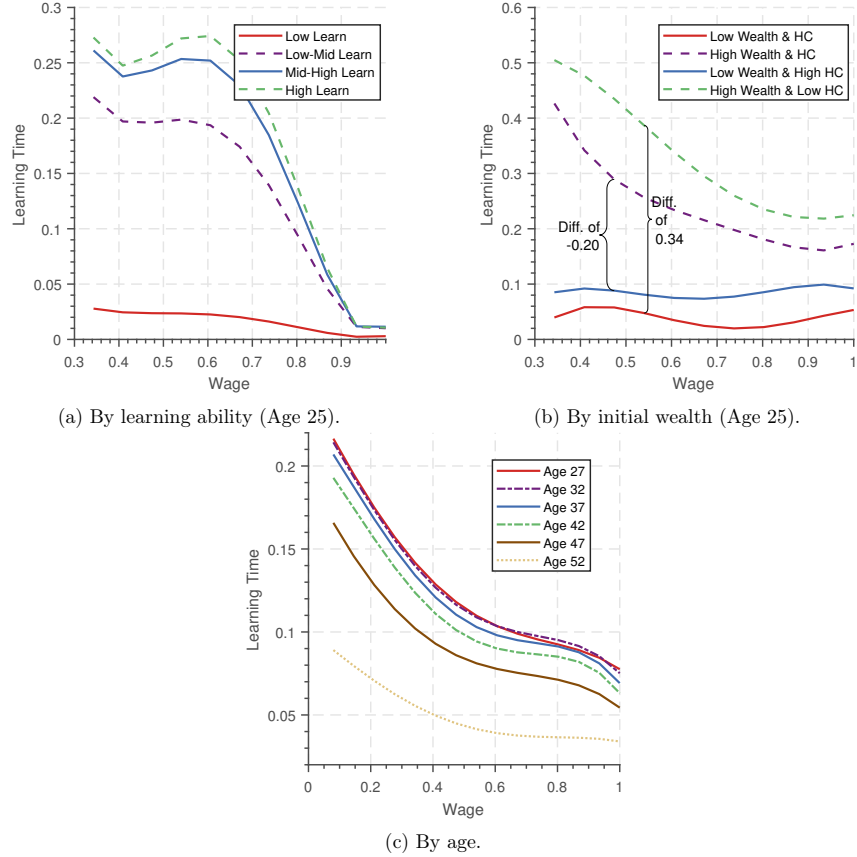 0.3
0.25
0.2
0.15
0.1
0.05
0
Learning Time
0.3 0.4 0.5 0.6 0.7 0.8 0.9
Wage
Low Learn
Low-Mid Learn
Mid-High Learn
High Learn
(a) By learning ability (Age 25).
0.6
0.5
0.4
0.3
0.2
0.1
0
Learning Time
0.3 0.4 0.5 0.6 0.7 0.8 0.9 1
Wage
Low Wealth & HC
High Wealth & HC
Low Wealth & High HC
High Wealth & Low HC
Diff. of
-0.20
Diff.
of
0.34
(b) By initial wealth (Age 25).
0.2
0.15
0.1
0.05
Learning Time
0 0.2 0.4 0.6 0.8 1
Wage
Age 27
Age 32
Age 37
Age 42
Age 47
Age 52
(c) By age.